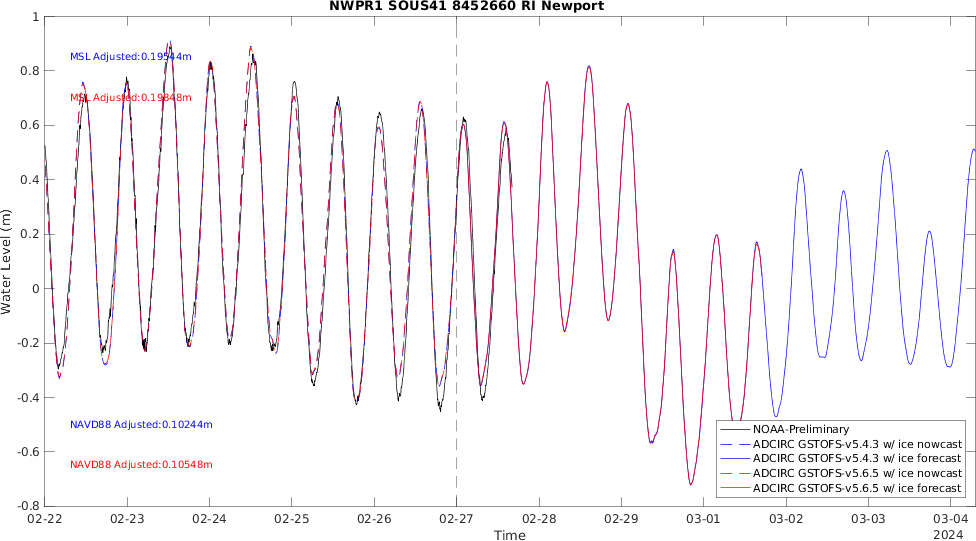 NWPR1 SOUS41 8452660 RI Newport
1
0.8
0.6
0.4
0.2
0
-0.2
-0.4
-0.6
-0.8
Water Level (m)
MSL Adjusted:0.19544m
MSL Adjusted:0.19848m
NAVD88 Adjusted:0.10244m
NAVD88 Adjusted:0.10548m
NOAA-Preliminary
ADCIRC GSTOFS-v5.4.3 w/ ice nowcast
ADCIRC GSTOFS-v5.4.3 w/ ice forecast
ADCIRC GSTOFS-v5.6.5 w/ ice nowcast
ADCIRC GSTOFS-v5.6.5 w/ ice forecast
02-22 02-23 02-24 02-25 02-26 02-27 02-28 02-29 03-01 03-02 03-03 03-04
Time
2024